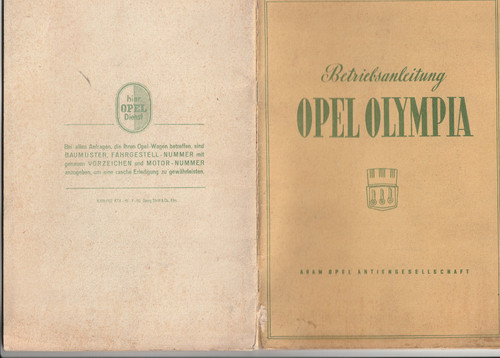 hier
OPEL
Dienst
Bei allen Anfragen, die Ihren Opel-Wagen betreffen, sind
BAUMUSTER, FAHRGESTELL-NUMMER mit
genauen VORZEICHEN und MOTOR-NUMMER
anzugeben, um eine rasche Erledigung zu gewährleisten.
Betriebsanleitung
OPEL OLYMPIA
ADAM OPEL AKTIENGESELLSCHAFT